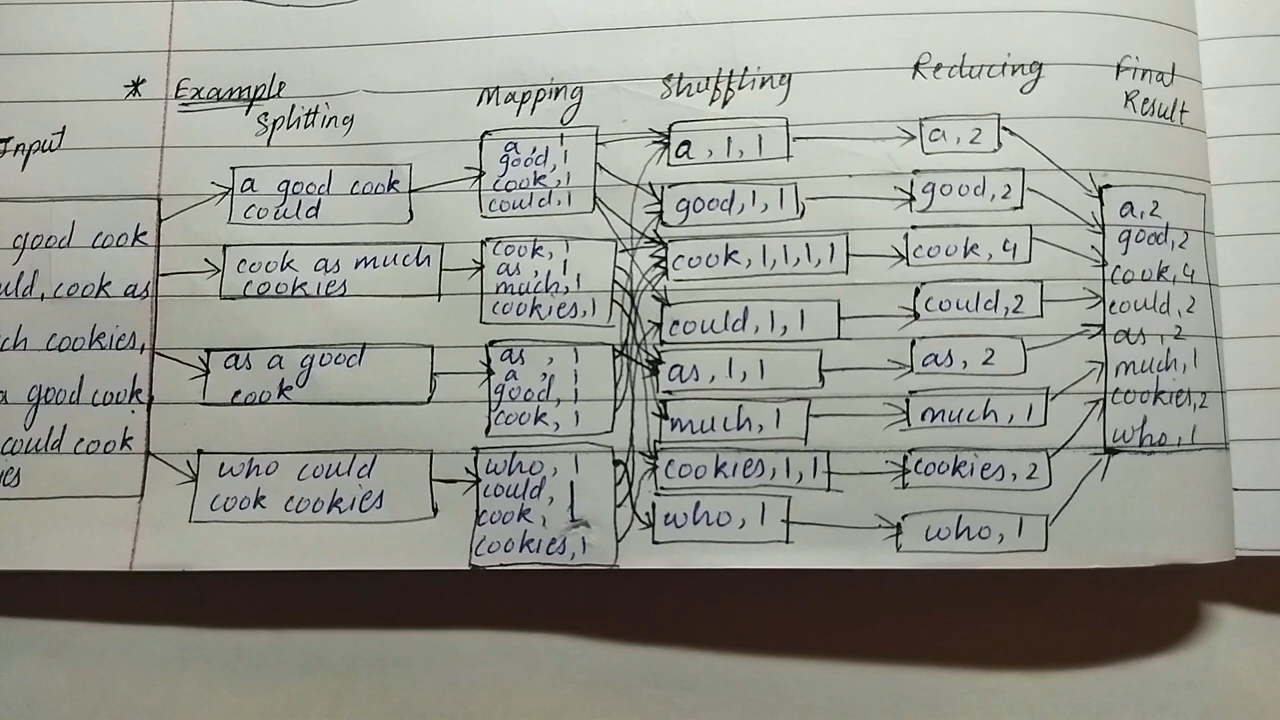 * Example
Input
Splitting
Mapping
Shuffling
Reducing
Final
Result
good cook
uld, cook as
ch cookies,
a good cook
could cook
ies
a good cook
could
cook as much
cookies
as a good
cook
who could
cook cookies
a, 1
good, 1
cook, 1
could, 1
cook, 1
as, 1
much, 1
cookies, 1
as, 1
a, 1
good, 1
cook, 1
who, 1
could, 1
cook, 1
cookies, 1
a, 1, 1
good, 1, 1
cook, 1, 1, 1, 1
could, 1, 1
as, 1, 1
much, 1
cookies, 1, 1
who, 1
a, 2
good, 2
cook, 4
could, 2
as, 2
much, 1
cookies, 2
who, 1
a, 2
good, 2
cook, 4
could, 2
as, 2
much, 1
cookies, 2
who, 1